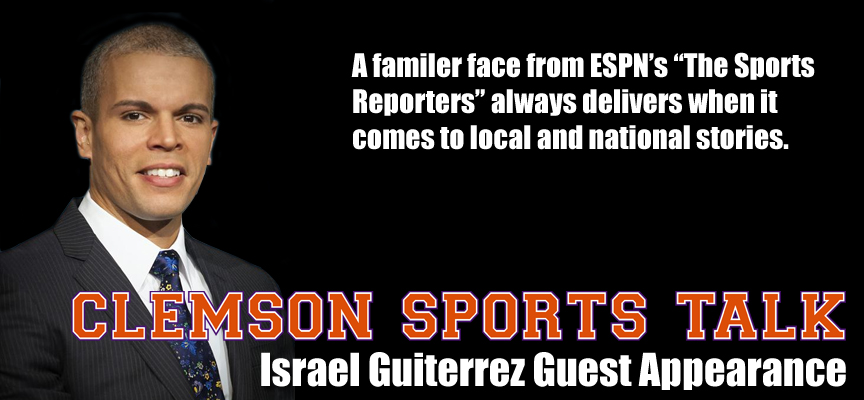 A familer face from ESPN's “The Sports
Reporters” always delivers when it
comes to local and national stories.
CLEMSON SPORTS TALK
Israel Guiterrez Guest Appearance